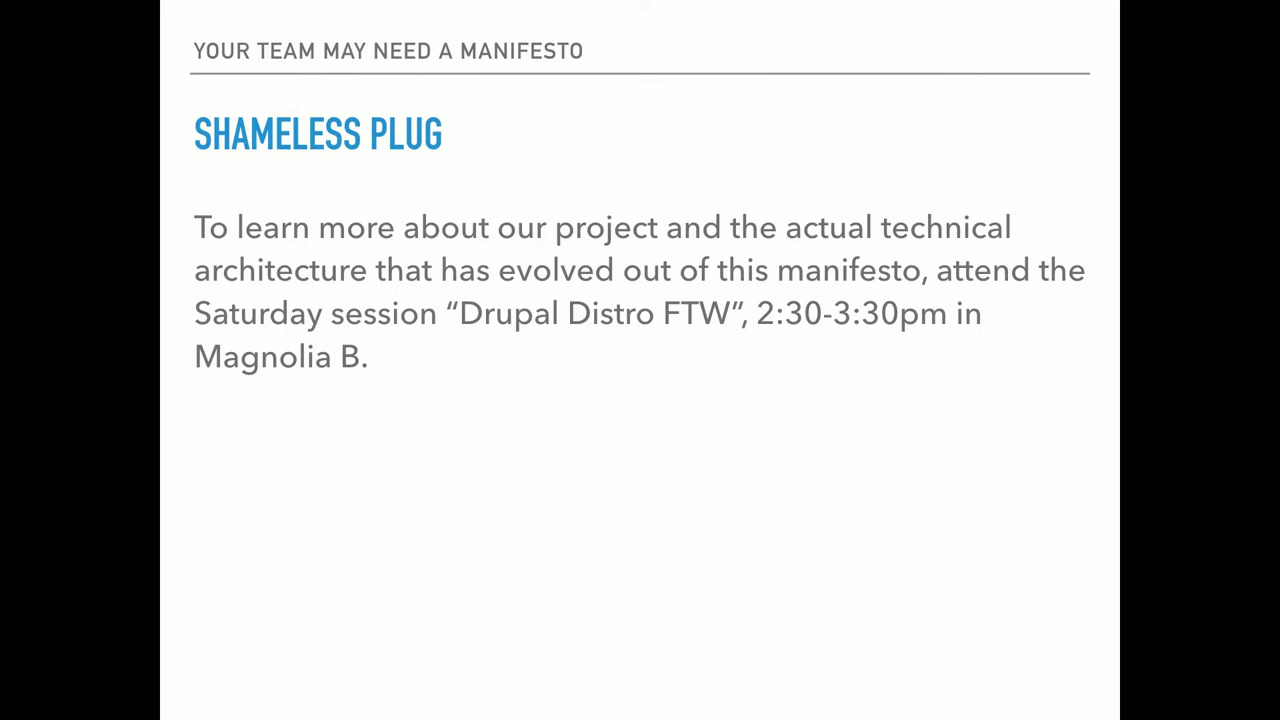 YOUR TEAM MAY NEED A MANIFESTO
SHAMELESS PLUG
To learn more about our project and the actual technical
architecture that has evolved out of this manifesto, attend the
Saturday session “Drupal Distro FTW”, 2:30-3:30pm in
Magnolia B.